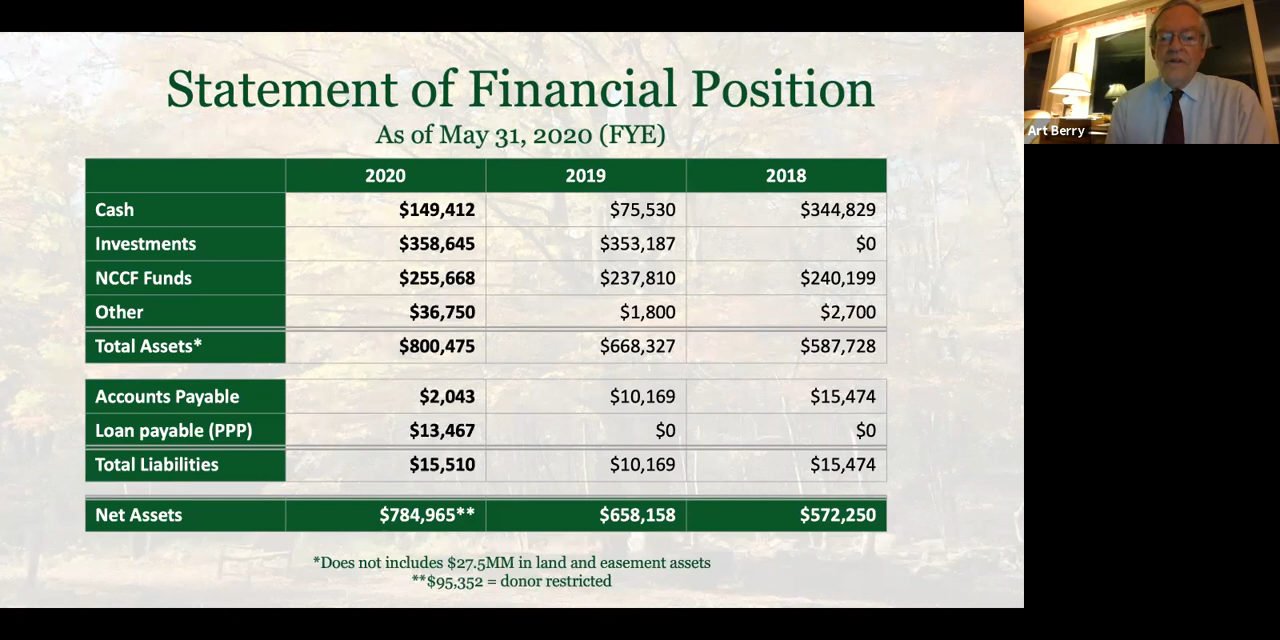 Statement of Financial Position
As of May 31, 2020 (FYE)
2020 2019 2018
Cash $149,412 $75,530 $344,829
Investments $358,645 $353,187 $0
NCCF Funds $255,668 $237,810 $240,199
Other $36,750 $1,800 $2,700
Total Assets* $800,475 $668,327 $587,728
Accounts Payable $2,043 $10,169 $15,474
Loan payable (PPP) $13,467 $0 $0
Total Liabilities $15,510 $10,169 $15,474
Net Assets $784,965** $658,158 $572,250
*Does not includes $27.5MM in land and easement assets
**$95,352 = donor restricted
Art Berry